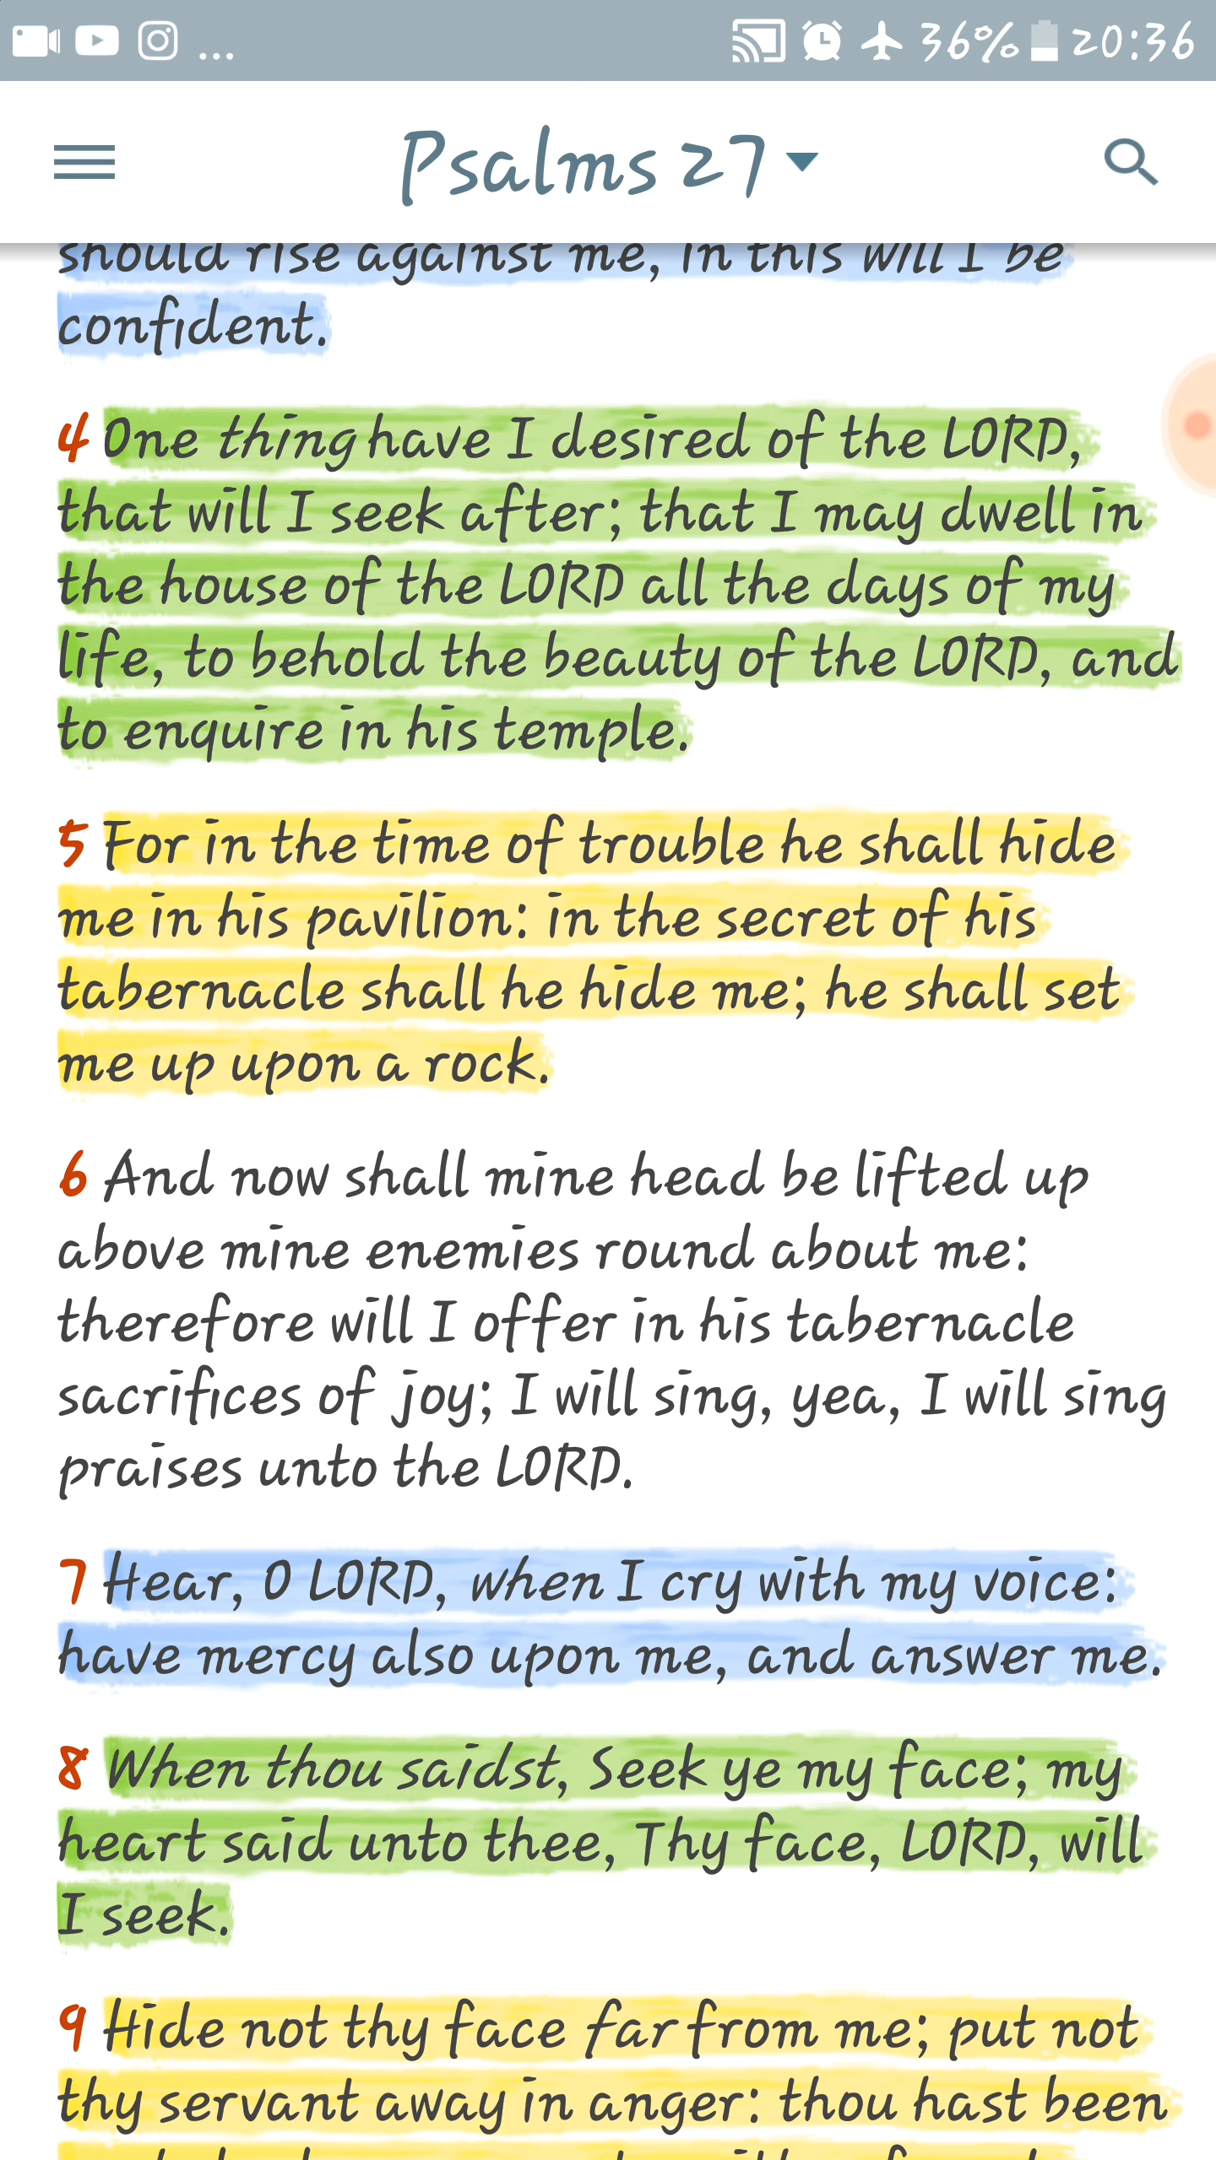 ... 36% 20:36
Psalms 27
should rise against me, in this will I be
confident.
4 One thing have I desired of the LORD,
that will I seek after; that I may dwell in
the house of the LORD all the days of my
life, to behold the beauty of the LORD, and
to enquire in his temple.
5 For in the time of trouble he shall hide
me in his pavilion: in the secret of his
tabernacle shall he hide me; he shall set
me up upon a rock.
6 And now shall mine head be lifted up
above mine enemies round about me:
therefore will I offer in his tabernacle
sacrifices of joy; I will sing, yea, I will sing
praises unto the LORD.
7 Hear, O LORD, when I cry with my voice:
have mercy also upon me, and answer me.
8 When thou saidst, Seek ye my face; my
heart said unto thee, Thy face, LORD, will
I seek.
9 Hide not thy face far from me; put not
thy servant away in anger: thou hast been